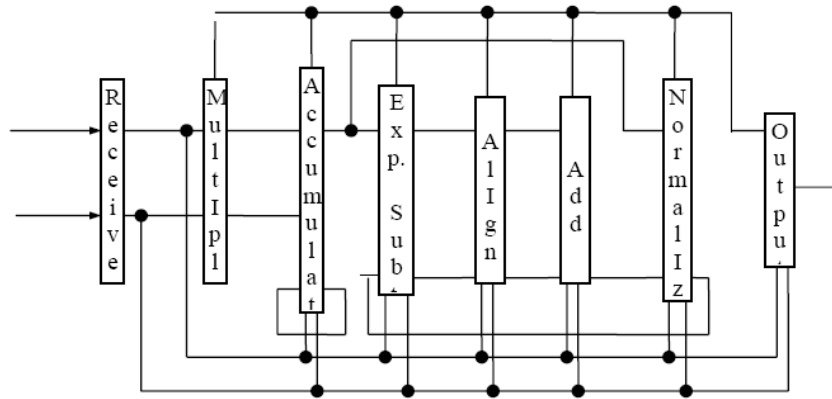 Receive
MultIpl
Accumulat
Exp. Sub
AlIgn
Add
NormalIz
Outpu